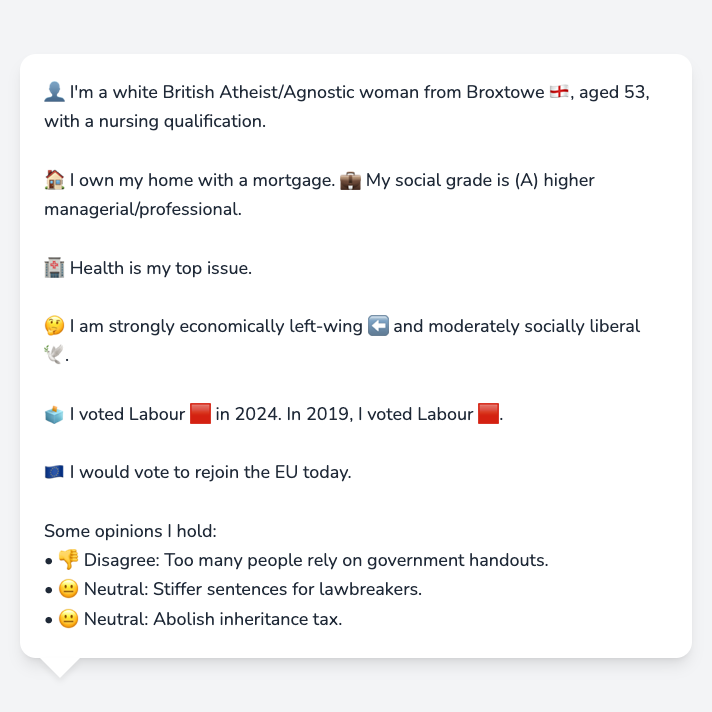 👤 I'm a white British Atheist/Agnostic woman from Broxtowe 🏴󠁧󠁢󠁥󠁮󠁧󠁿, aged 53,
with a nursing qualification.
🏠 I own my home with a mortgage. 💼 My social grade is (A) higher
managerial/professional.
🏥 Health is my top issue.
🤔 I am strongly economically left-wing ⬅️ and moderately socially liberal
🕊️.
🗳️ I voted Labour 🟥 in 2024. In 2019, I voted Labour 🟥.
🇪🇺 I would vote to rejoin the EU today.
Some opinions I hold:
• 👎 Disagree: Too many people rely on government handouts.
• 😐 Neutral: Stiffer sentences for lawbreakers.
• 😐 Neutral: Abolish inheritance tax.